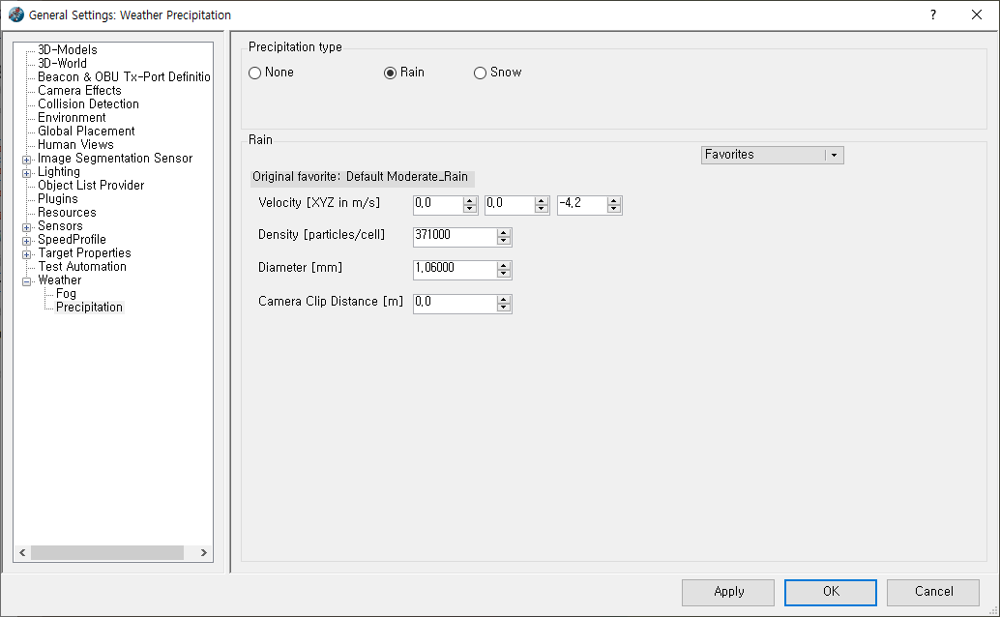 General Settings: Weather Precipitation
?
3D-Models
3D-World
Beacon & OBU Tx-Port Definitio
Camera Effects
Collision Detection
Environment
Global Placement
Human Views
Image Segmentation Sensor
Lighting
Object List Provider
Plugins
Resources
Sensors
SpeedProfile
Target Properties
Test Automation
Weather
Fog
Precipitation
Precipitation type
None Rain Snow
Rain
Favorites
Original favorite: Default Moderate_Rain
Velocity [XYZ in m/s] 0.0 0.0 -4.2
Density [particles/cell] 371000
Diameter [mm] 1.06000
Camera Clip Distance [m] 0.0
Apply OK Cancel